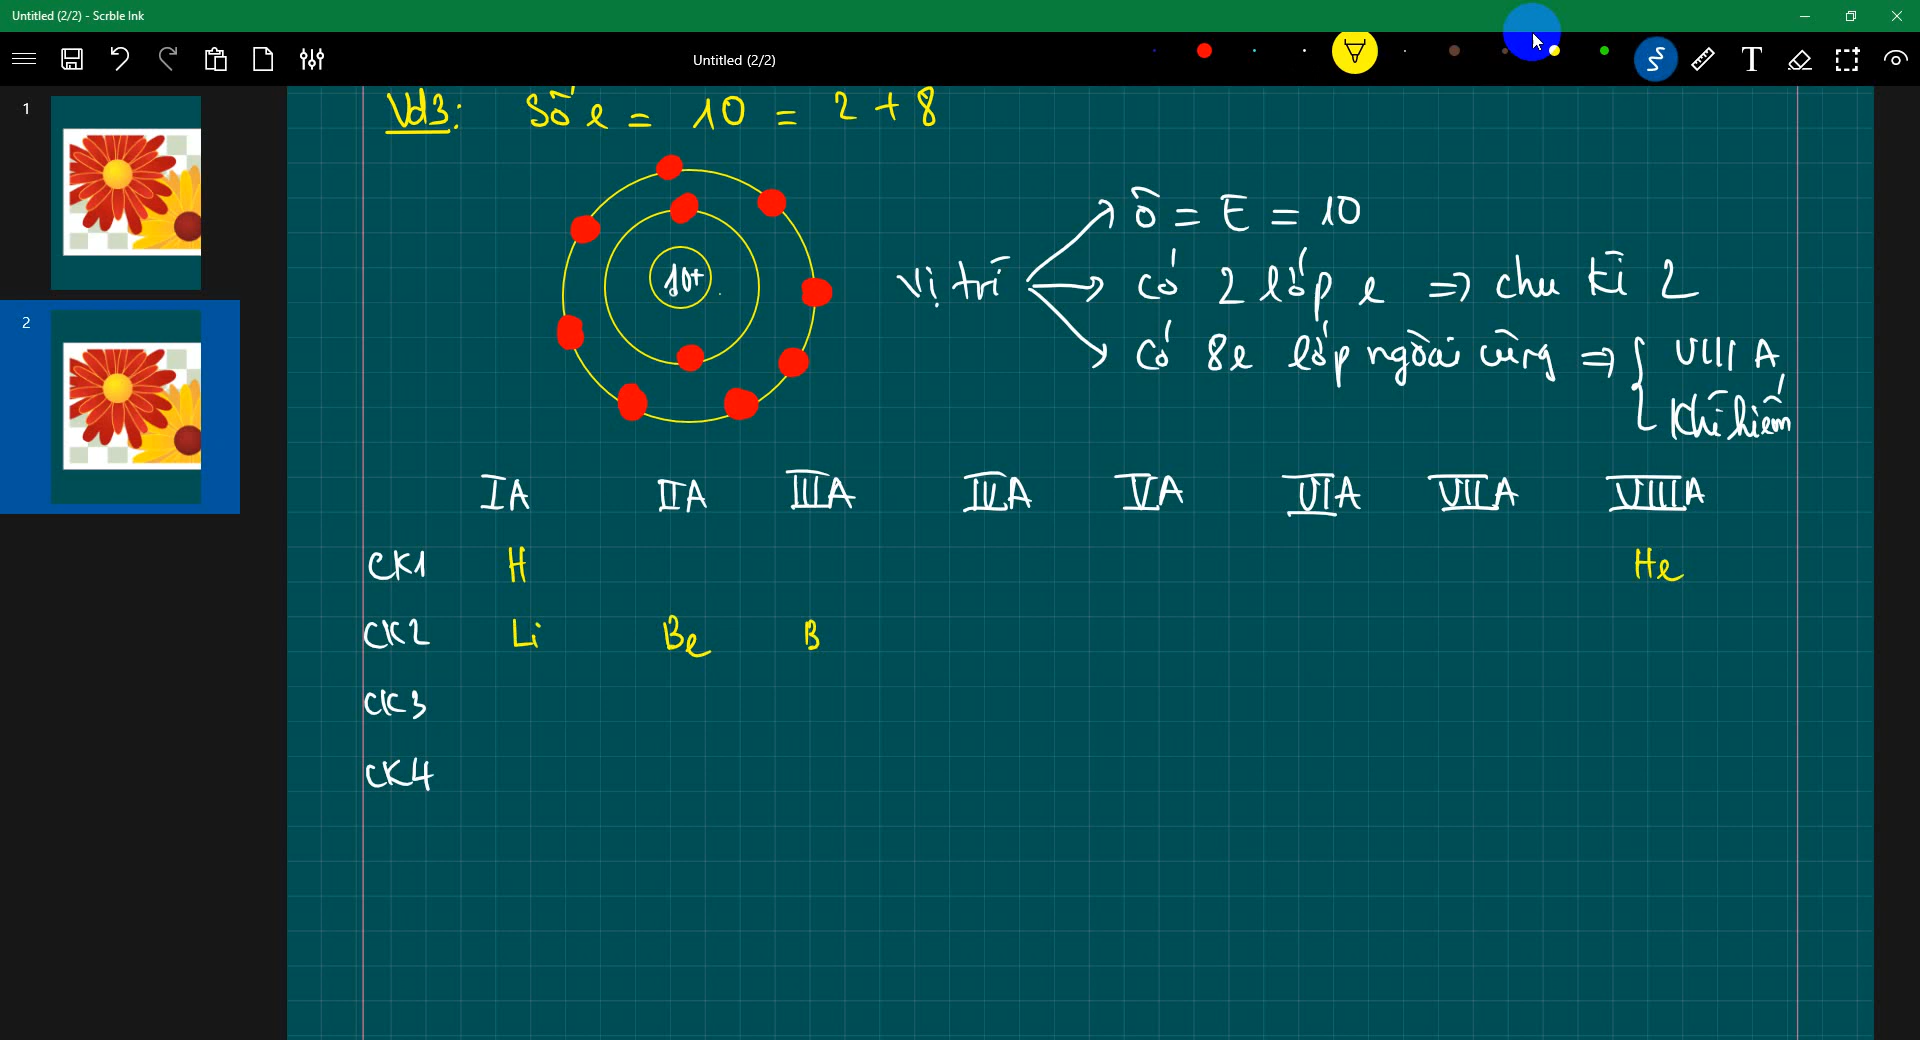 Untitled (2/2) - Scrble Ink
Untitled (2/2)
T
1
2
Vd3: Số e = 10 = 2 + 8
10+
Vị trí
Ô = E = 10
Có 2 lớp e => chu kì 2
Có 8e lớp ngoài cùng => VIII A
Khí hiếm
IA IIA IIIA IVA VA VIA VIIA VIIIA
CK1 H He
CK2 Li Be B
CK3
CK4